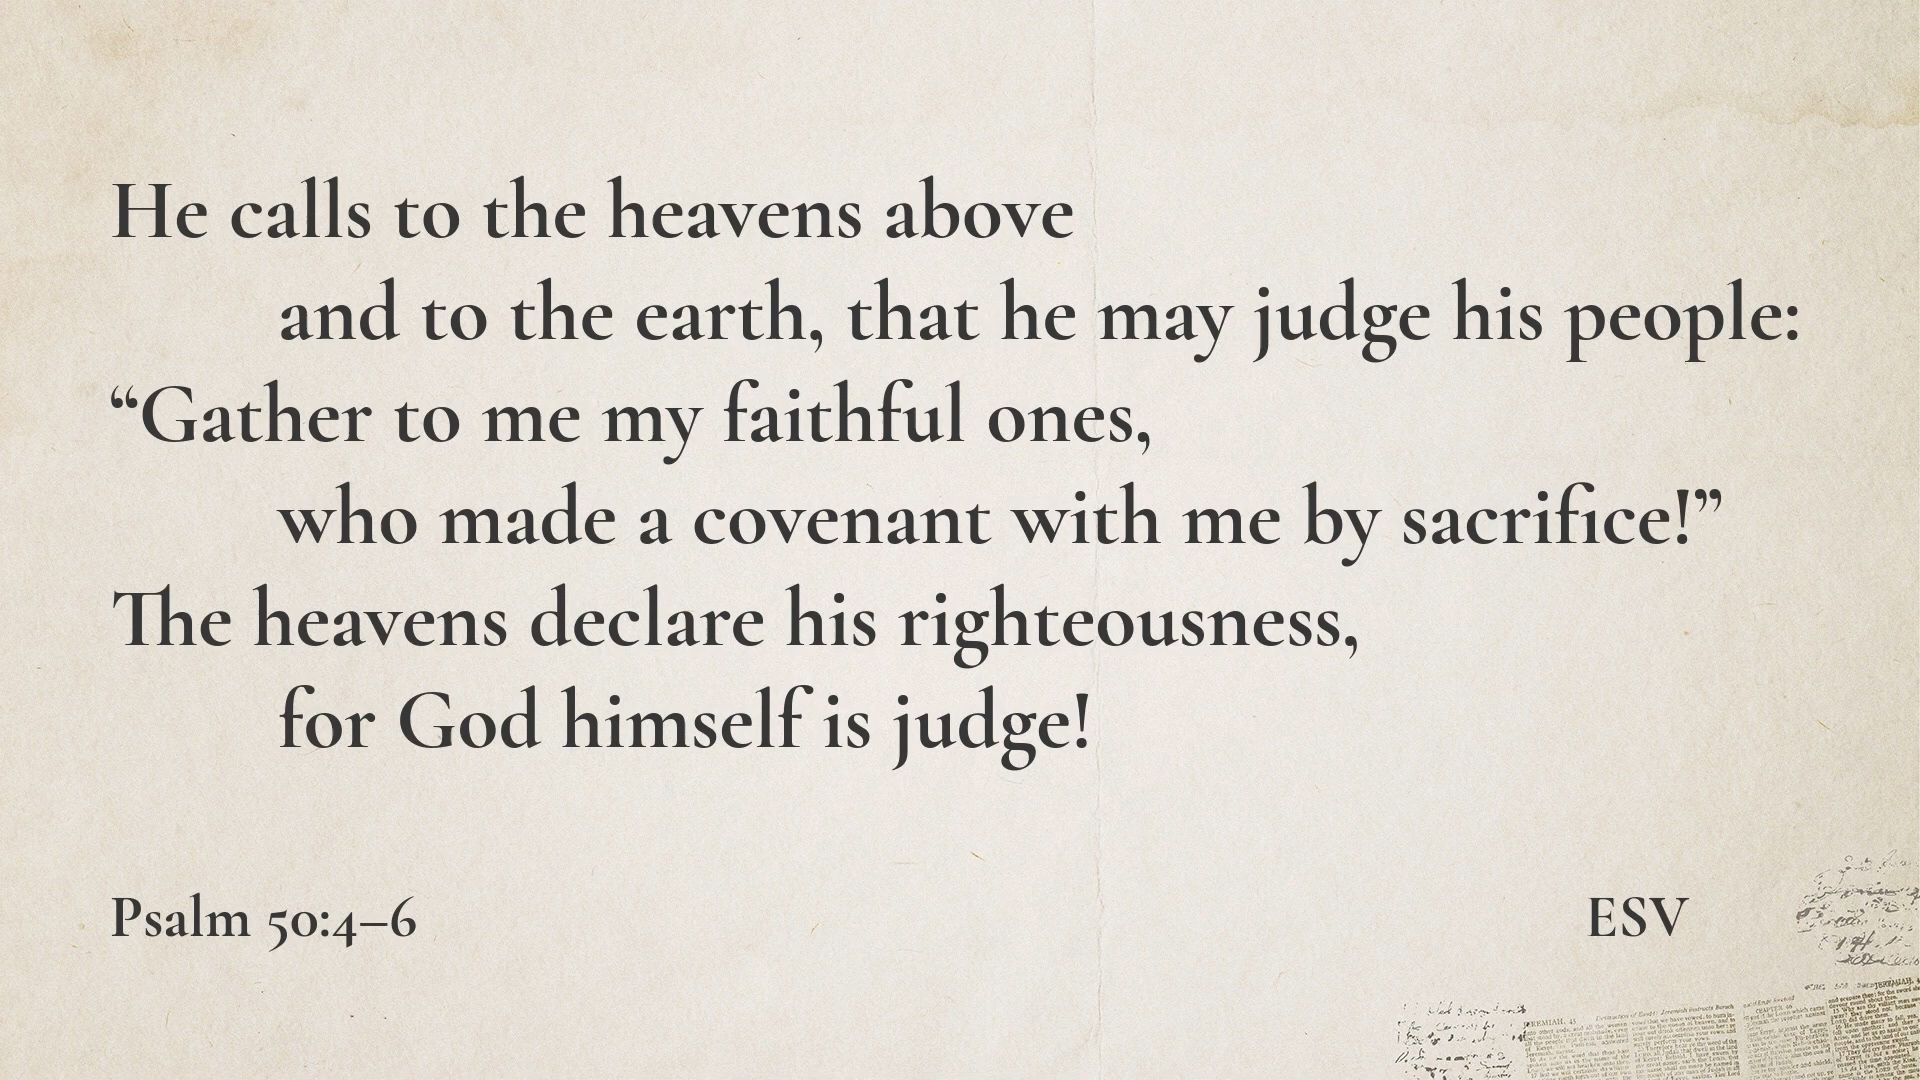 He calls to the heavens above
and to the earth, that he may judge his people:
“Gather to me my faithful ones,
who made a covenant with me by sacrifice!”
The heavens declare his righteousness,
for God himself is judge!
Psalm 50:4–6
ESV
JEREMIAH, 45